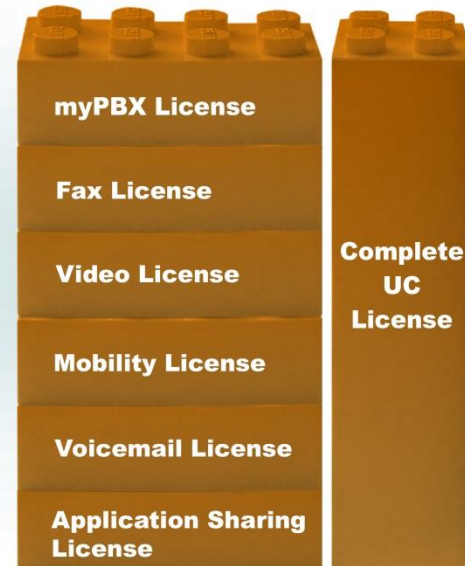 myPBX License
Fax License
Video License
Mobility License
Voicemail License
Application Sharing
License
Complete
UC
License